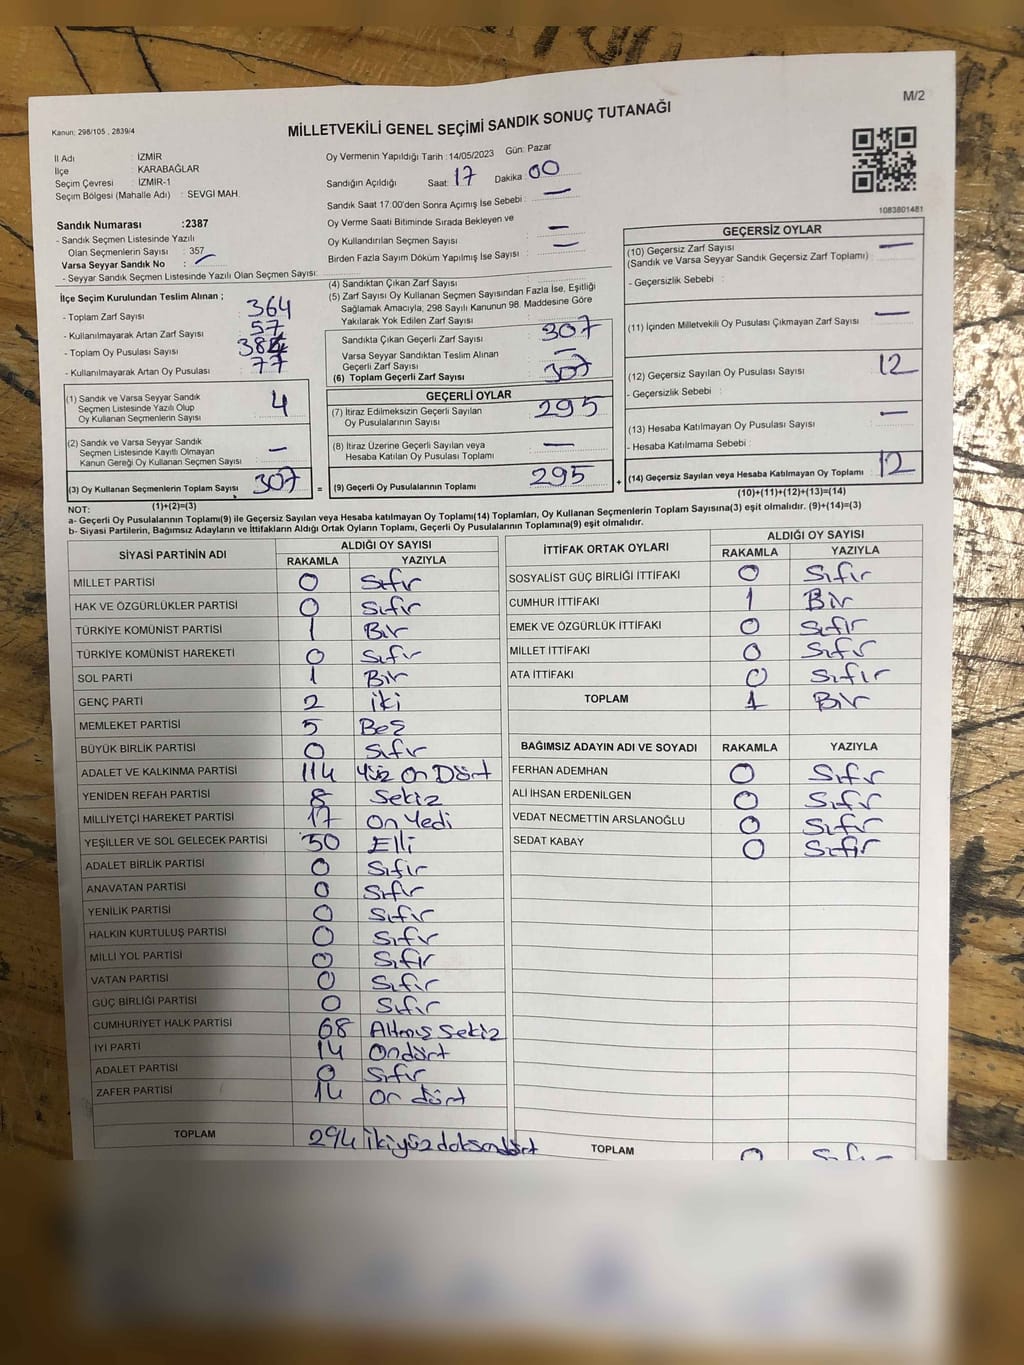 M/2
Kanun: 298/105 , 2839/4
MİLLETVEKİLİ GENEL SEÇİMİ SANDIK SONUÇ TUTANAĞI
İl Adı : İZMİR
İlçe : KARABAĞLAR
Seçim Çevresi : İZMİR-1
Seçim Bölgesi (Mahalle Adı) : SEVGİ MAH.
Oy Vermenin Yapıldığı Tarih :14/05/2023 Gün: Pazar
Sandığın Açıldığı Saat: 17 Dakika 00
Sandık Saat 17:00'den Sonra Açımış İse Sebebi : —
Oy Verme Saati Bitiminde Sırada Bekleyen ve
Oy Kullandırılan Seçmen Sayısı : —
Birden Fazla Sayım Döküm Yapılmış İse Sayısı : —
1083801481
Sandık Numarası :2387
- Sandık Seçmen Listesinde Yazılı
Olan Seçmenlerin Sayısı : 357
Varsa Seyyar Sandık No :
- Seyyar Sandık Seçmen Listesinde Yazılı Olan Seçmen Sayısı:
İlçe Seçim Kurulundan Teslim Alınan ;
- Toplam Zarf Sayısı : 364
- Kullanılmayarak Artan Zarf Sayısı : 57
- Toplam Oy Pusulası Sayısı : 384
- Kullanılmayarak Artan Oy Pusulası : 77
(1) Sandık ve Varsa Seyyar Sandık
Seçmen Listesinde Yazılı Olup
Oy Kullanan Seçmenlerin Sayısı : 4
(2) Sandık ve Varsa Seyyar Sandık
Seçmen Listesinde Kayıtlı Olmayan
Kanun Gereği Oy Kullanan Seçmen Sayısı : —
(3) Oy Kullanan Seçmenlerin Toplam Sayısı : 307
(1)+(2)=(3)
(4) Sandıktan Çıkan Zarf Sayısı :
(5) Zarf Sayısı Oy Kullanan Seçmen Sayısından Fazla İse, Eşitliği
Sağlamak Amacıyla, 298 Sayılı Kanunun 98. Maddesine Göre
Yakılarak Yok Edilen Zarf Sayısı :
Sandıkta Çıkan Geçerli Zarf Sayısı : 307
Varsa Seyyar Sandıktan Teslim Alınan
Geçerli Zarf Sayısı : —
(6) Toplam Geçerli Zarf Sayısı : 307
GEÇERLİ OYLAR
(7) İtiraz Edilmeksizin Geçerli Sayılan
Oy Pusulalarının Sayısı : 295
(8) İtiraz Üzerine Geçerli Sayılan veya
Hesaba Katılan Oy Pusulası Toplamı : —
= (9) Geçerli Oy Pusulalarının Toplamı : 295
GEÇERSİZ OYLAR
(10) Geçersiz Zarf Sayısı —
(Sandık ve Varsa Seyyar Sandık Geçersiz Zarf Toplamı) :
- Geçersizlik Sebebi :
(11) İçinden Milletvekili Oy Pusulası Çıkmayan Zarf Sayısı : —
(12) Geçersiz Sayılan Oy Pusulası Sayısı : 12
- Geçersizlik Sebebi :
(13) Hesaba Katılmayan Oy Pusulası Sayısı : —
- Hesaba Katılmama Sebebi :
+ (14) Geçersiz Sayılan veya Hesaba Katılmayan Oy Toplamı : 12
(10)+(11)+(12)+(13)=(14)
NOT:
a- Geçerli Oy Pusulalarının Toplamı(9) ile Geçersiz Sayılan veya Hesaba katılmayan Oy Toplamı(14) Toplamları, Oy Kullanan Seçmenlerin Toplam Sayısına(3) eşit olmalıdır. (9)+(14)=(3)
b- Siyasi Partilerin, Bağımsız Adayların ve İttifakların Aldığı Ortak Oyların Toplamı, Geçerli Oy Pusulalarının Toplamına(9) eşit olmalıdır.
SİYASİ PARTİNİN ADI ALDIĞI OY SAYISI
RAKAMLA YAZIYLA
MİLLET PARTİSİ 0 Sıfır
HAK VE ÖZGÜRLÜKLER PARTİSİ 0 Sıfır
TÜRKİYE KOMÜNİST PARTİSİ 1 Bir
TÜRKİYE KOMÜNİST HAREKETİ 0 Sıfır
SOL PARTİ 1 Bir
GENÇ PARTİ 2 iki
MEMLEKET PARTİSİ 5 Beş
BÜYÜK BİRLİK PARTİSİ 0 Sıfır
ADALET VE KALKINMA PARTİSİ 114 Yüz On Dört
YENİDEN REFAH PARTİSİ 8 Sekiz
MİLLİYETÇİ HAREKET PARTİSİ 17 On Yedi
YEŞİLLER VE SOL GELECEK PARTİSİ 50 Elli
ADALET BİRLİK PARTİSİ 0 Sıfır
ANAVATAN PARTİSİ 0 Sıfır
YENİLİK PARTİSİ 0 Sıfır
HALKIN KURTULUŞ PARTİSİ 0 Sıfır
MİLLİ YOL PARTİSİ 0 Sıfır
VATAN PARTİSİ 0 Sıfır
GÜÇ BİRLİĞİ PARTİSİ 0 Sıfır
CUMHURİYET HALK PARTİSİ 68 Altmış Sekiz
İYİ PARTİ 14 Ondört
ADALET PARTİSİ 0 Sıfır
ZAFER PARTİSİ 14 On dört
TOPLAM 294 ikiyüz doksandört
İTTİFAK ORTAK OYLARI ALDIĞI OY SAYISI
RAKAMLA YAZIYLA
SOSYALİST GÜÇ BİRLİĞİ İTTİFAKI 0 Sıfır
CUMHUR İTTİFAKI 1 Bir
EMEK VE ÖZGÜRLÜK İTTİFAKI 0 Sıfır
MİLLET İTTİFAKI 0 Sıfır
ATA İTTİFAKI 0 Sıfır
TOPLAM 1 Bir
BAĞIMSIZ ADAYIN ADI VE SOYADI RAKAMLA YAZIYLA
FERHAN ADEMHAN 0 Sıfır
ALİ İHSAN ERDENİLGEN 0 Sıfır
VEDAT NECMETTİN ARSLANOĞLU 0 Sıfır
SEDAT KABAY 0 Sıfır
TOPLAM 0 Sıfır